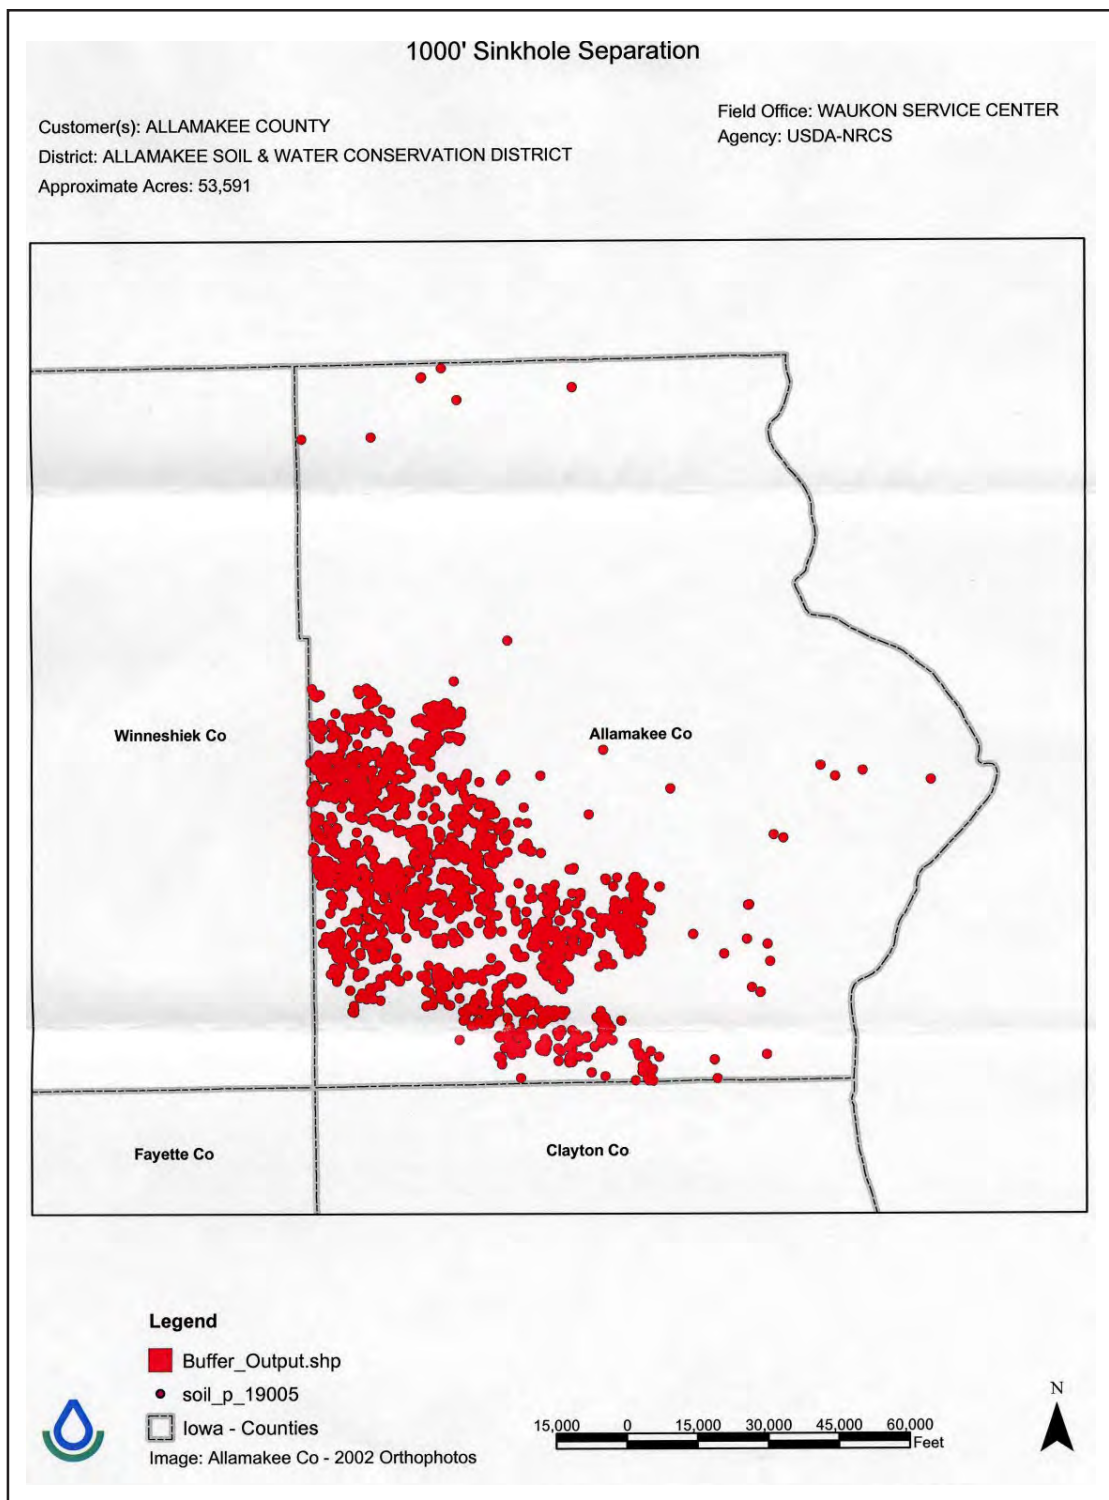 1000' Sinkhole Separation
Customer(s): ALLAMAKEE COUNTY
District: ALLAMAKEE SOIL & WATER CONSERVATION DISTRICT
Approximate Acres: 53,591
Field Office: WAUKON SERVICE CENTER
Agency: USDA-NRCS
Winneshiek Co
Allamakee Co
Fayette Co
Clayton Co
Legend
Buffer_Output.shp
soil_p_19005
Iowa - Counties
Image: Allamakee Co - 2002 Orthophotos
15,000 0 15,000 30,000 45,000 60,000
Feet
N